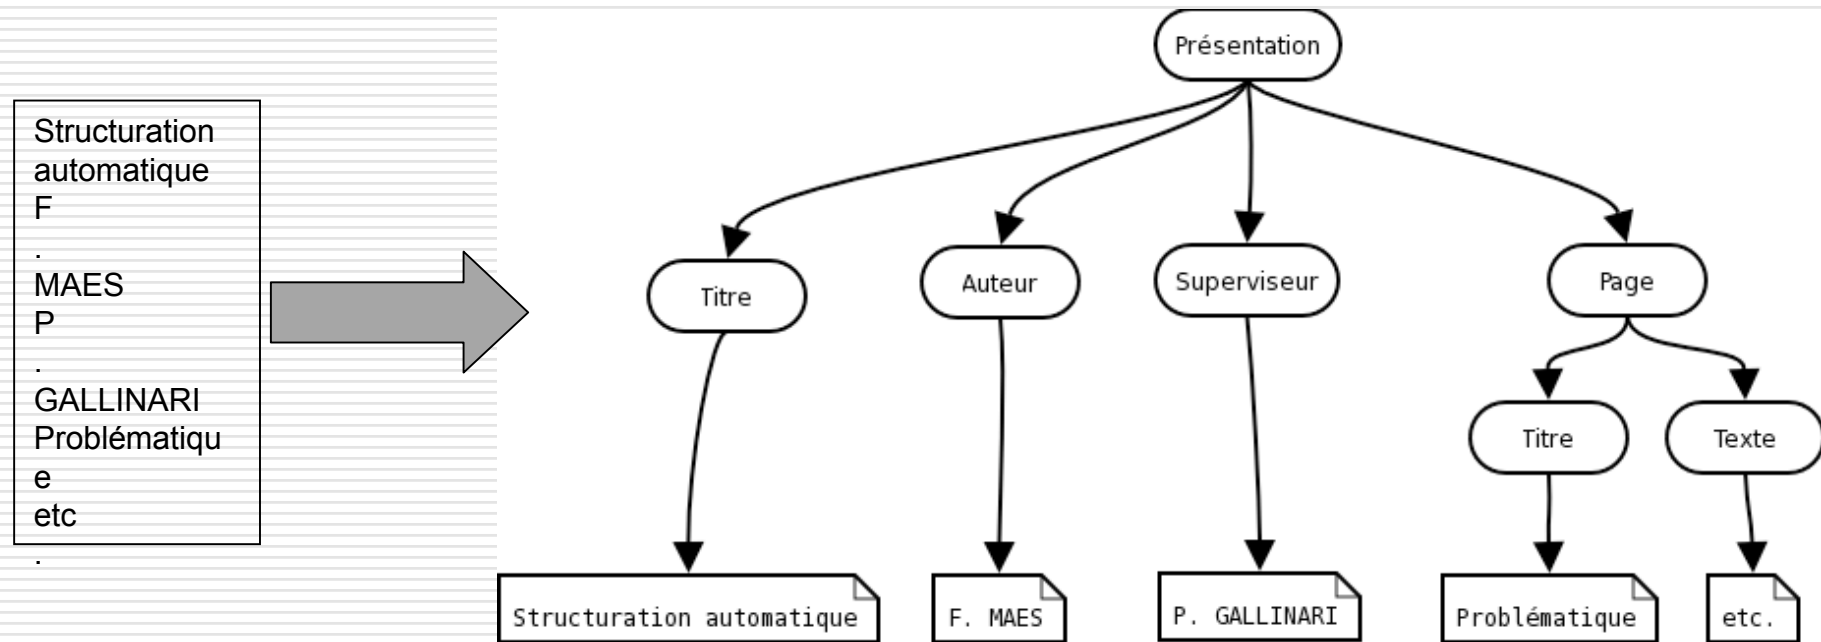 Structuration
automatique
F
.
MAES
P
.
GALLINARI
Problématiqu
e
etc
.
Présentation
Titre
Auteur
Superviseur
Page
Titre
Texte
Structuration automatique
F. MAES
P. GALLINARI
Problématique
etc.